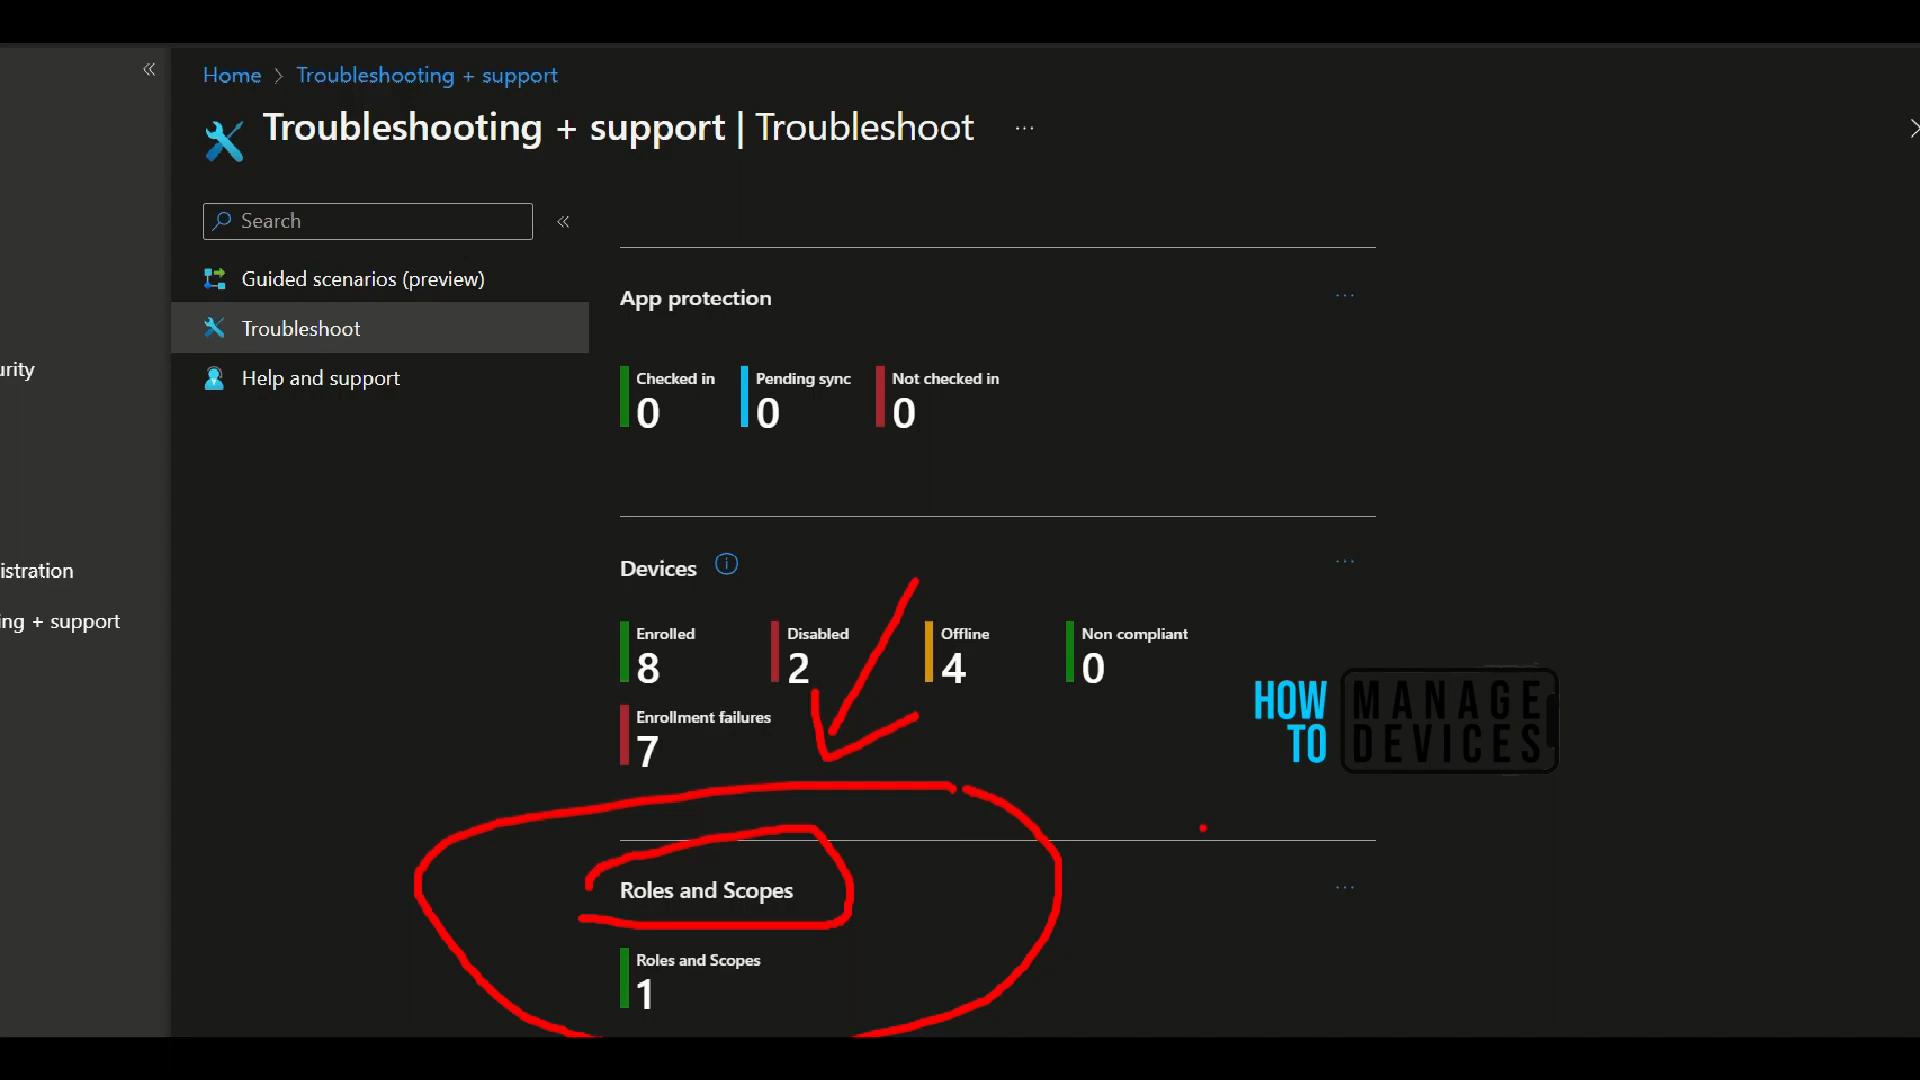 Home > Troubleshooting + support
Troubleshooting + support | Troubleshoot ...
Search
Guided scenarios (preview)
Troubleshoot
Help and support
urity
istration
ing + support
App protection
Checked in
0
Pending sync
0
Not checked in
0
Devices
Enrolled
8
Disabled
2
Offline
4
Non compliant
0
Enrollment failures
7
HOW TO
MANAGE DEVICES
Roles and Scopes
Roles and Scopes
1